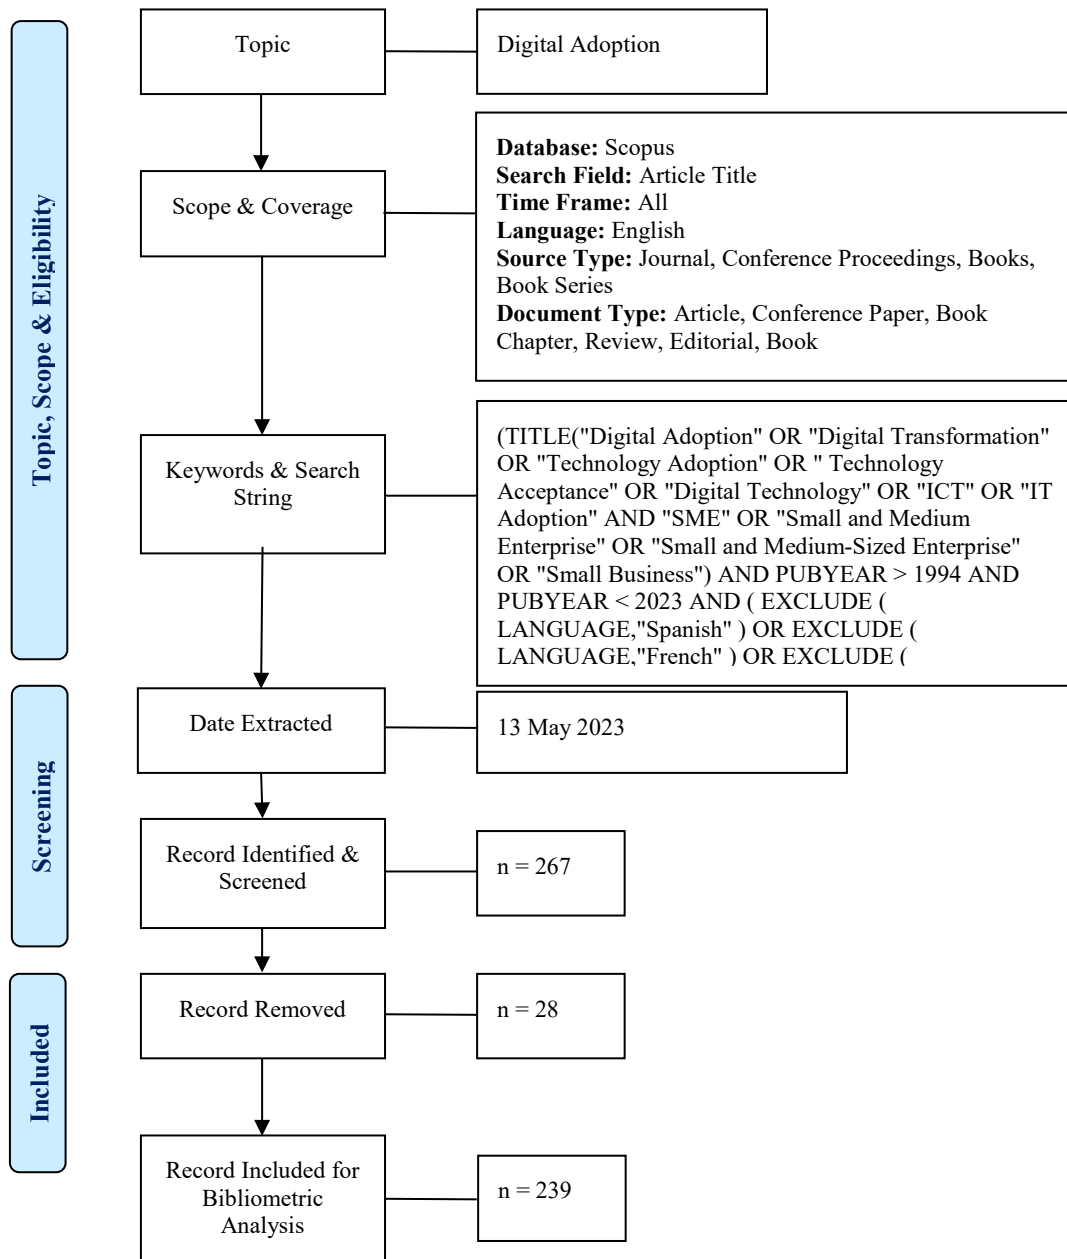 Topic, Scope & Eligibility
Topic
Digital Adoption
Scope & Coverage
Database: Scopus
Search Field: Article Title
Time Frame: All
Language: English
Source Type: Journal, Conference Proceedings, Books,
Book Series
Document Type: Article, Conference Paper, Book
Chapter, Review, Editorial, Book
Keywords & Search
String
(TITLE("Digital Adoption" OR "Digital Transformation"
OR "Technology Adoption" OR " Technology
Acceptance" OR "Digital Technology" OR "ICT" OR "IT
Adoption" AND "SME" OR "Small and Medium
Enterprise" OR "Small and Medium-Sized Enterprise"
OR "Small Business") AND PUBYEAR > 1994 AND
PUBYEAR < 2023 AND ( EXCLUDE (
LANGUAGE,"Spanish" ) OR EXCLUDE (
LANGUAGE,"French" ) OR EXCLUDE (
Screening
Date Extracted
13 May 2023
Record Identified &
Screened
n = 267
Included
Record Removed
n = 28
Record Included for
Bibliometric
Analysis
n = 239